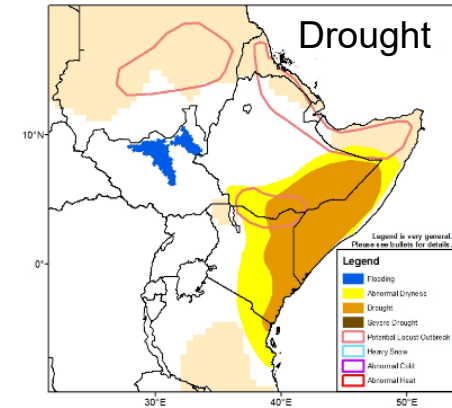 Drought
10°N
0°
Legend is very general.
Please see bullets for details.
Legend
Flooding
Abnormal Dryness
Drought
Severe Drought
Potential Locust Outbreak
Heavy Snow
Abnormal Cold
Abnormal Heat
30°E
40°E
50°E